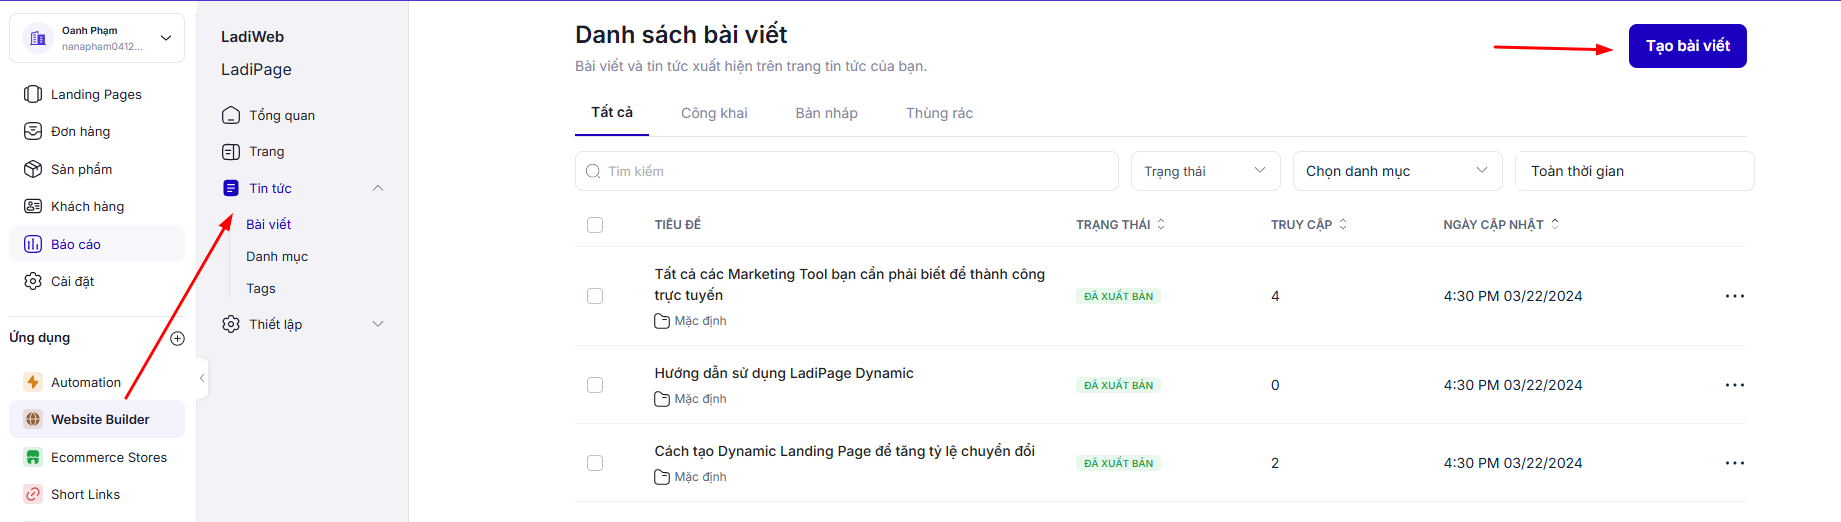 Oanh Phạm
nanapham0412...
Landing Pages
Đơn hàng
Sản phẩm
Khách hàng
Báo cáo
Cài đặt
Ứng dụng
Automation
Website Builder
Ecommerce Stores
Short Links
LadiWeb
LadiPage
Tổng quan
Trang
Tin tức
Bài viết
Danh mục
Tags
Thiết lập
Danh sách bài viết
Bài viết và tin tức xuất hiện trên trang tin tức của bạn.
Tạo bài viết
Tất cả Công khai Bản nháp Thùng rác
Tìm kiếm Trạng thái Chọn danh mục Toàn thời gian
TIÊU ĐỀ TRẠNG THÁI TRUY CẬP NGÀY CẬP NHẬT
Tất cả các Marketing Tool bạn cần phải biết để thành công
trực tuyến
Mặc định
ĐÃ XUẤT BẢN 4 4:30 PM 03/22/2024
Hướng dẫn sử dụng LadiPage Dynamic
Mặc định
ĐÃ XUẤT BẢN 0 4:30 PM 03/22/2024
Cách tạo Dynamic Landing Page để tăng tỷ lệ chuyển đổi
Mặc định
ĐÃ XUẤT BẢN 2 4:30 PM 03/22/2024